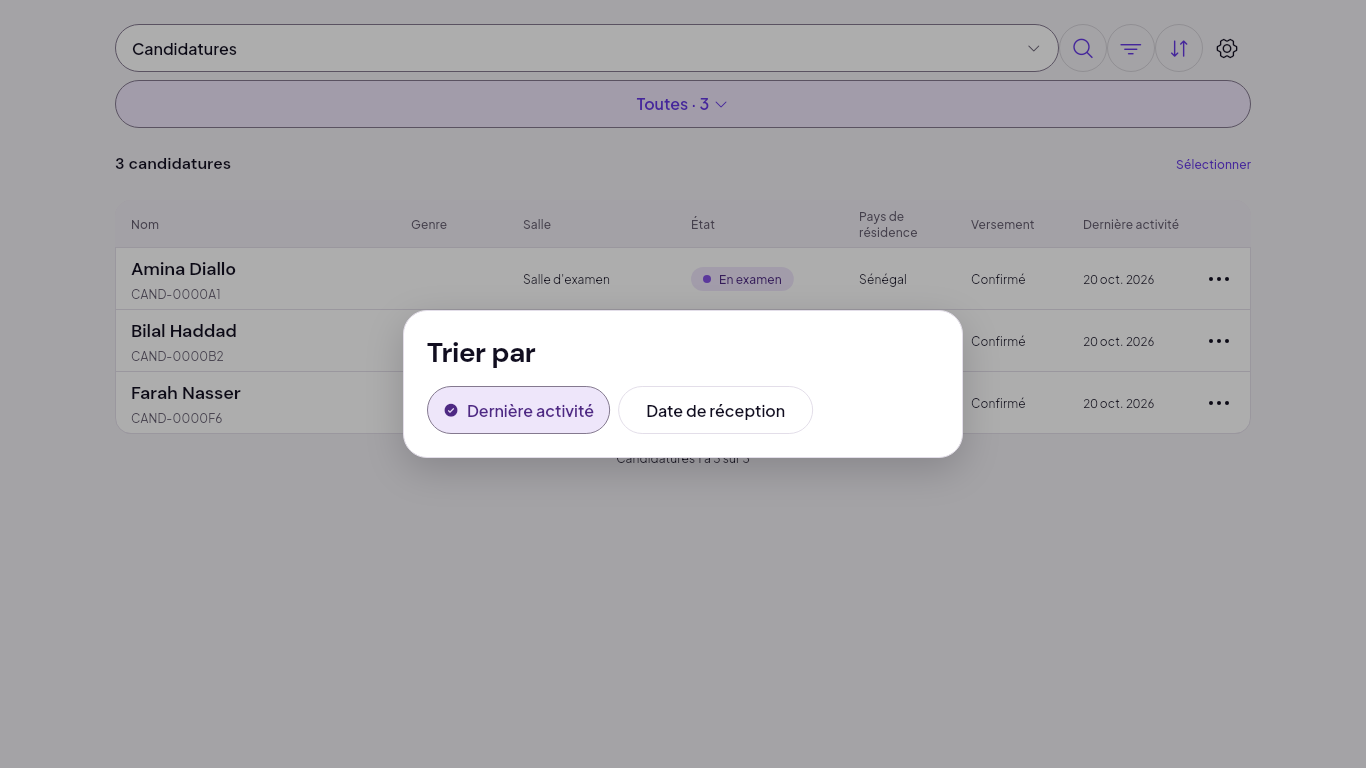 Candidatures
Toutes · 3
3 candidatures
Sélectionner
Nom
Genre
Salle
État
Pays de résidence
Versement
Dernière activité
Amina Diallo
CAND-0000A1
Salle d'examen
En examen
Sénégal
Confirmé
20 oct. 2026
Bilal Haddad
CAND-0000B2
Confirmé
20 oct. 2026
Farah Nasser
CAND-0000F6
Confirmé
20 oct. 2026
Trier par
Dernière activité
Date de réception